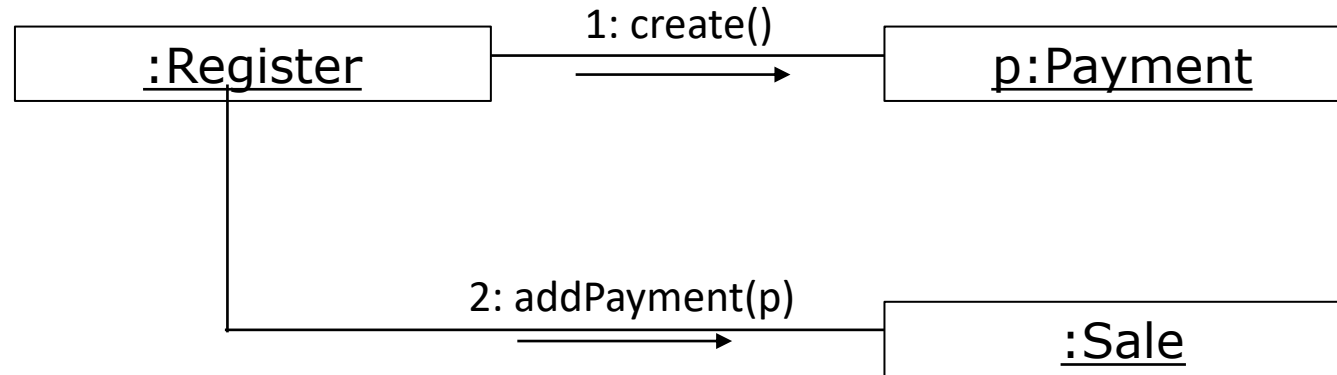 1: create()
:Register
p:Payment
2: addPayment(p)
:Sale